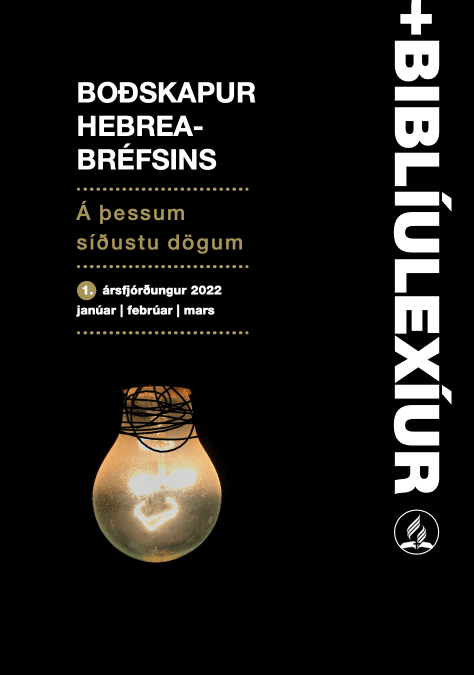 BOÐSKAPUR
HEBREA-
BRÉFSINS
Á þessum
síðustu dögum
1. ársfjórðungur 2022
janúar | febrúar | mars
+BIBLÍULEXÍUR